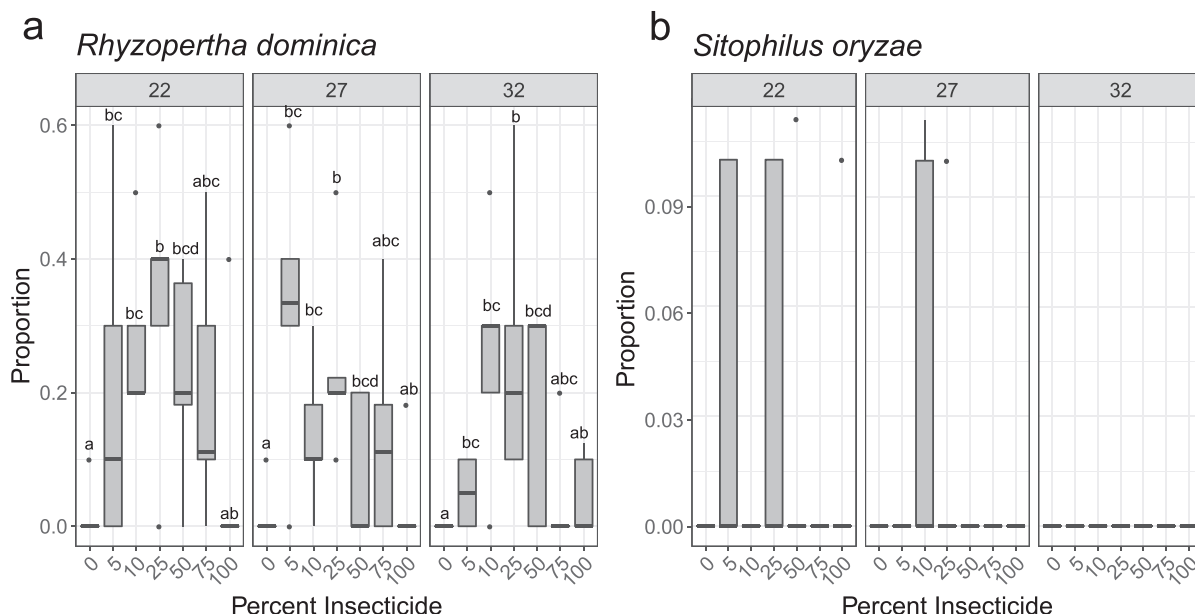 a
Rhyzopertha dominica
22
27
32
Proportion
0.6
0.4
0.2
0.0
a
bc
bc
b
bcd
abc
ab
a
bc
bc
b
bcd
abc
ab
a
bc
bc
b
bcd
abc
ab
0 5 10 25 50 75 100
0 5 10 25 50 75 100
0 5 10 25 50 75 100
Percent Insecticide
b
Sitophilus oryzae
22
27
32
Proportion
0.09
0.06
0.03
0.00
0 5 10 25 50 75 100
0 5 10 25 50 75 100
0 5 10 25 50 75 100
Percent Insecticide